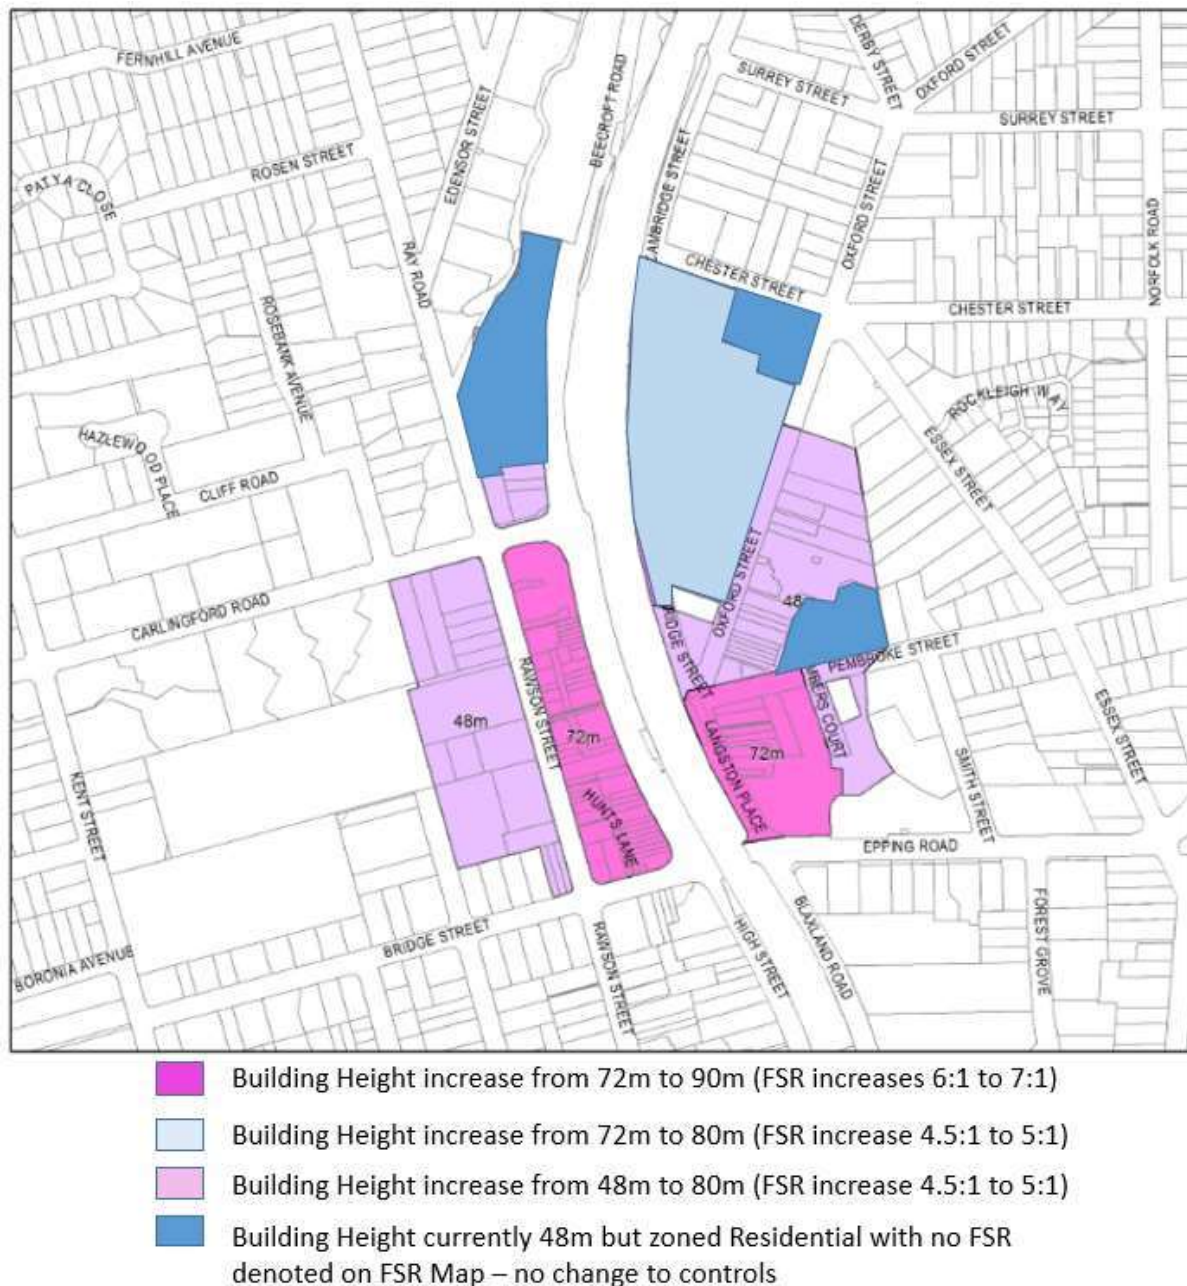 FERNHILL AVENUE
EDENSOR STREET
BEECROFT ROAD
DERBY STREET
OXFORD STREET
SURREY STREET
SURREY STREET
ROSEN STREET
PATYA CLOSE
AMBRIDGE STREET
OXFORD STREET
NORFOLK ROAD
RAY ROAD
CHESTER STREET
CHESTER STREET
ROSEBANK AVENUE
ROCKLEIGH WAY
HAZLEWOOD PLACE
CLIFF ROAD
ESSEX STREET
CARLINGFORD ROAD
OXFORD STREET
48
RIDGE STREET
PEMBROKE STREET
RAWSON STREET
MBERS COURT
ESSEX STREET
48m
72m
72m
LANGSTON PLACE
SMITH STREET
KENT STREET
HUNTS LANE
EPPING ROAD
BRIDGE STREET
BORONIA AVENUE
RAWSON STREET
HIGH STREET
BLAXLAND ROAD
FOREST GROVE
Building Height increase from 72m to 90m (FSR increases 6:1 to 7:1)
Building Height increase from 72m to 80m (FSR increase 4.5:1 to 5:1)
Building Height increase from 48m to 80m (FSR increase 4.5:1 to 5:1)
Building Height currently 48m but zoned Residential with no FSR
denoted on FSR Map – no change to controls